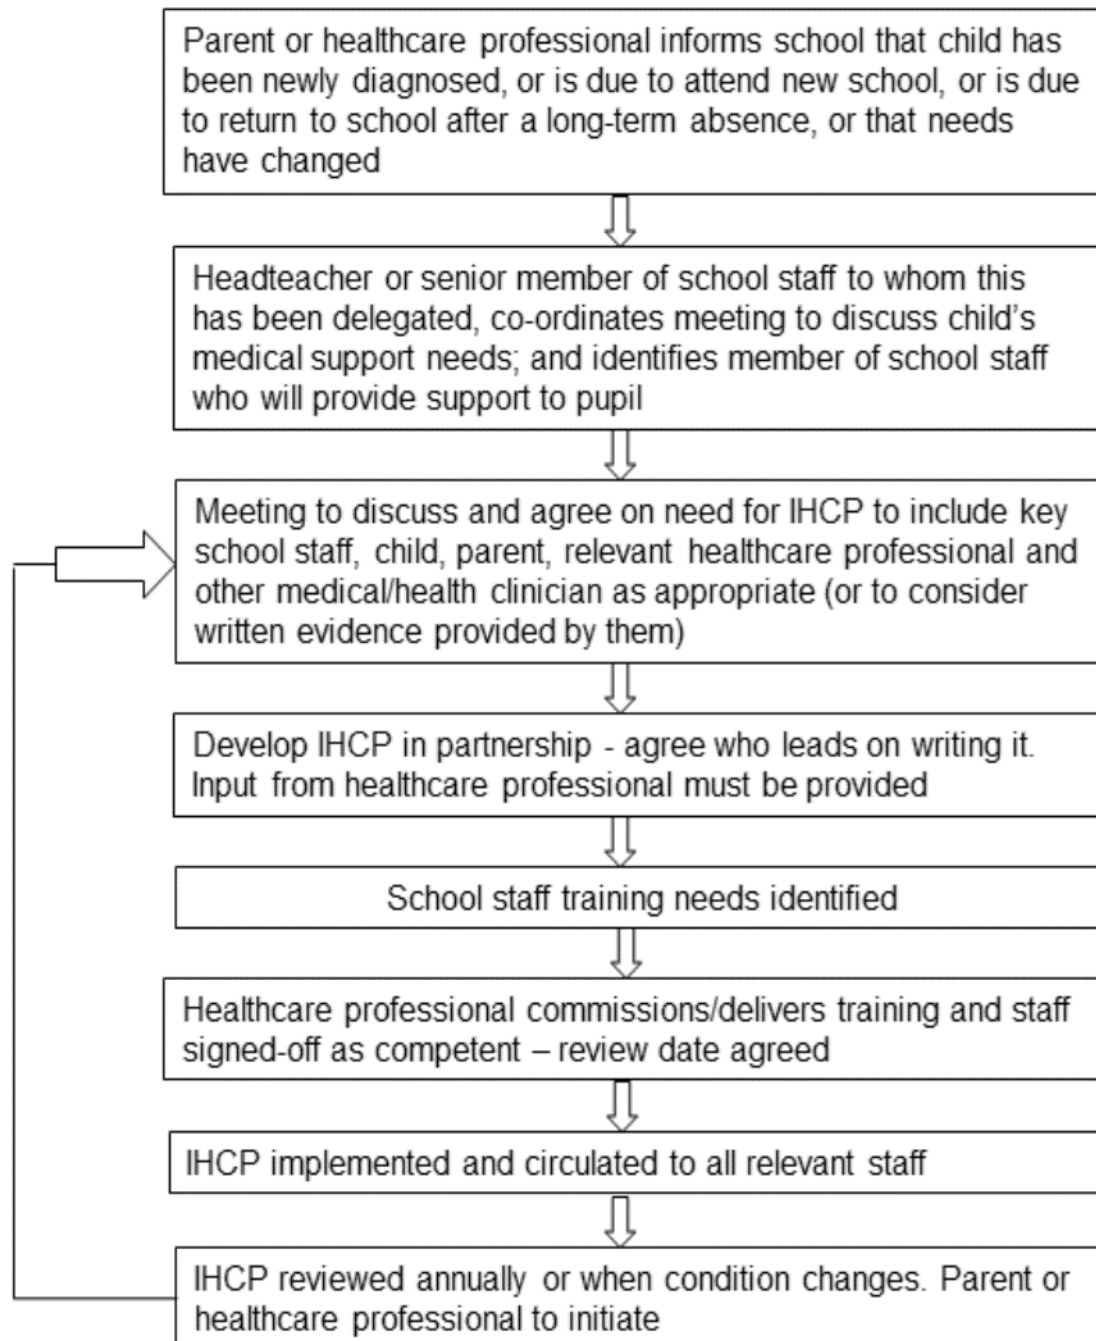 Parent or healthcare professional informs school that child has
been newly diagnosed, or is due to attend new school, or is due
to return to school after a long-term absence, or that needs
have changed
Headteacher or senior member of school staff to whom this
has been delegated, co-ordinates meeting to discuss child's
medical support needs; and identifies member of school staff
who will provide support to pupil
Meeting to discuss and agree on need for IHCP to include key
school staff, child, parent, relevant healthcare professional and
other medical/health clinician as appropriate (or to consider
written evidence provided by them)
Develop IHCP in partnership - agree who leads on writing it.
Input from healthcare professional must be provided
School staff training needs identified
Healthcare professional commissions/delivers training and staff
signed-off as competent – review date agreed
IHCP implemented and circulated to all relevant staff
IHCP reviewed annually or when condition changes. Parent or
healthcare professional to initiate